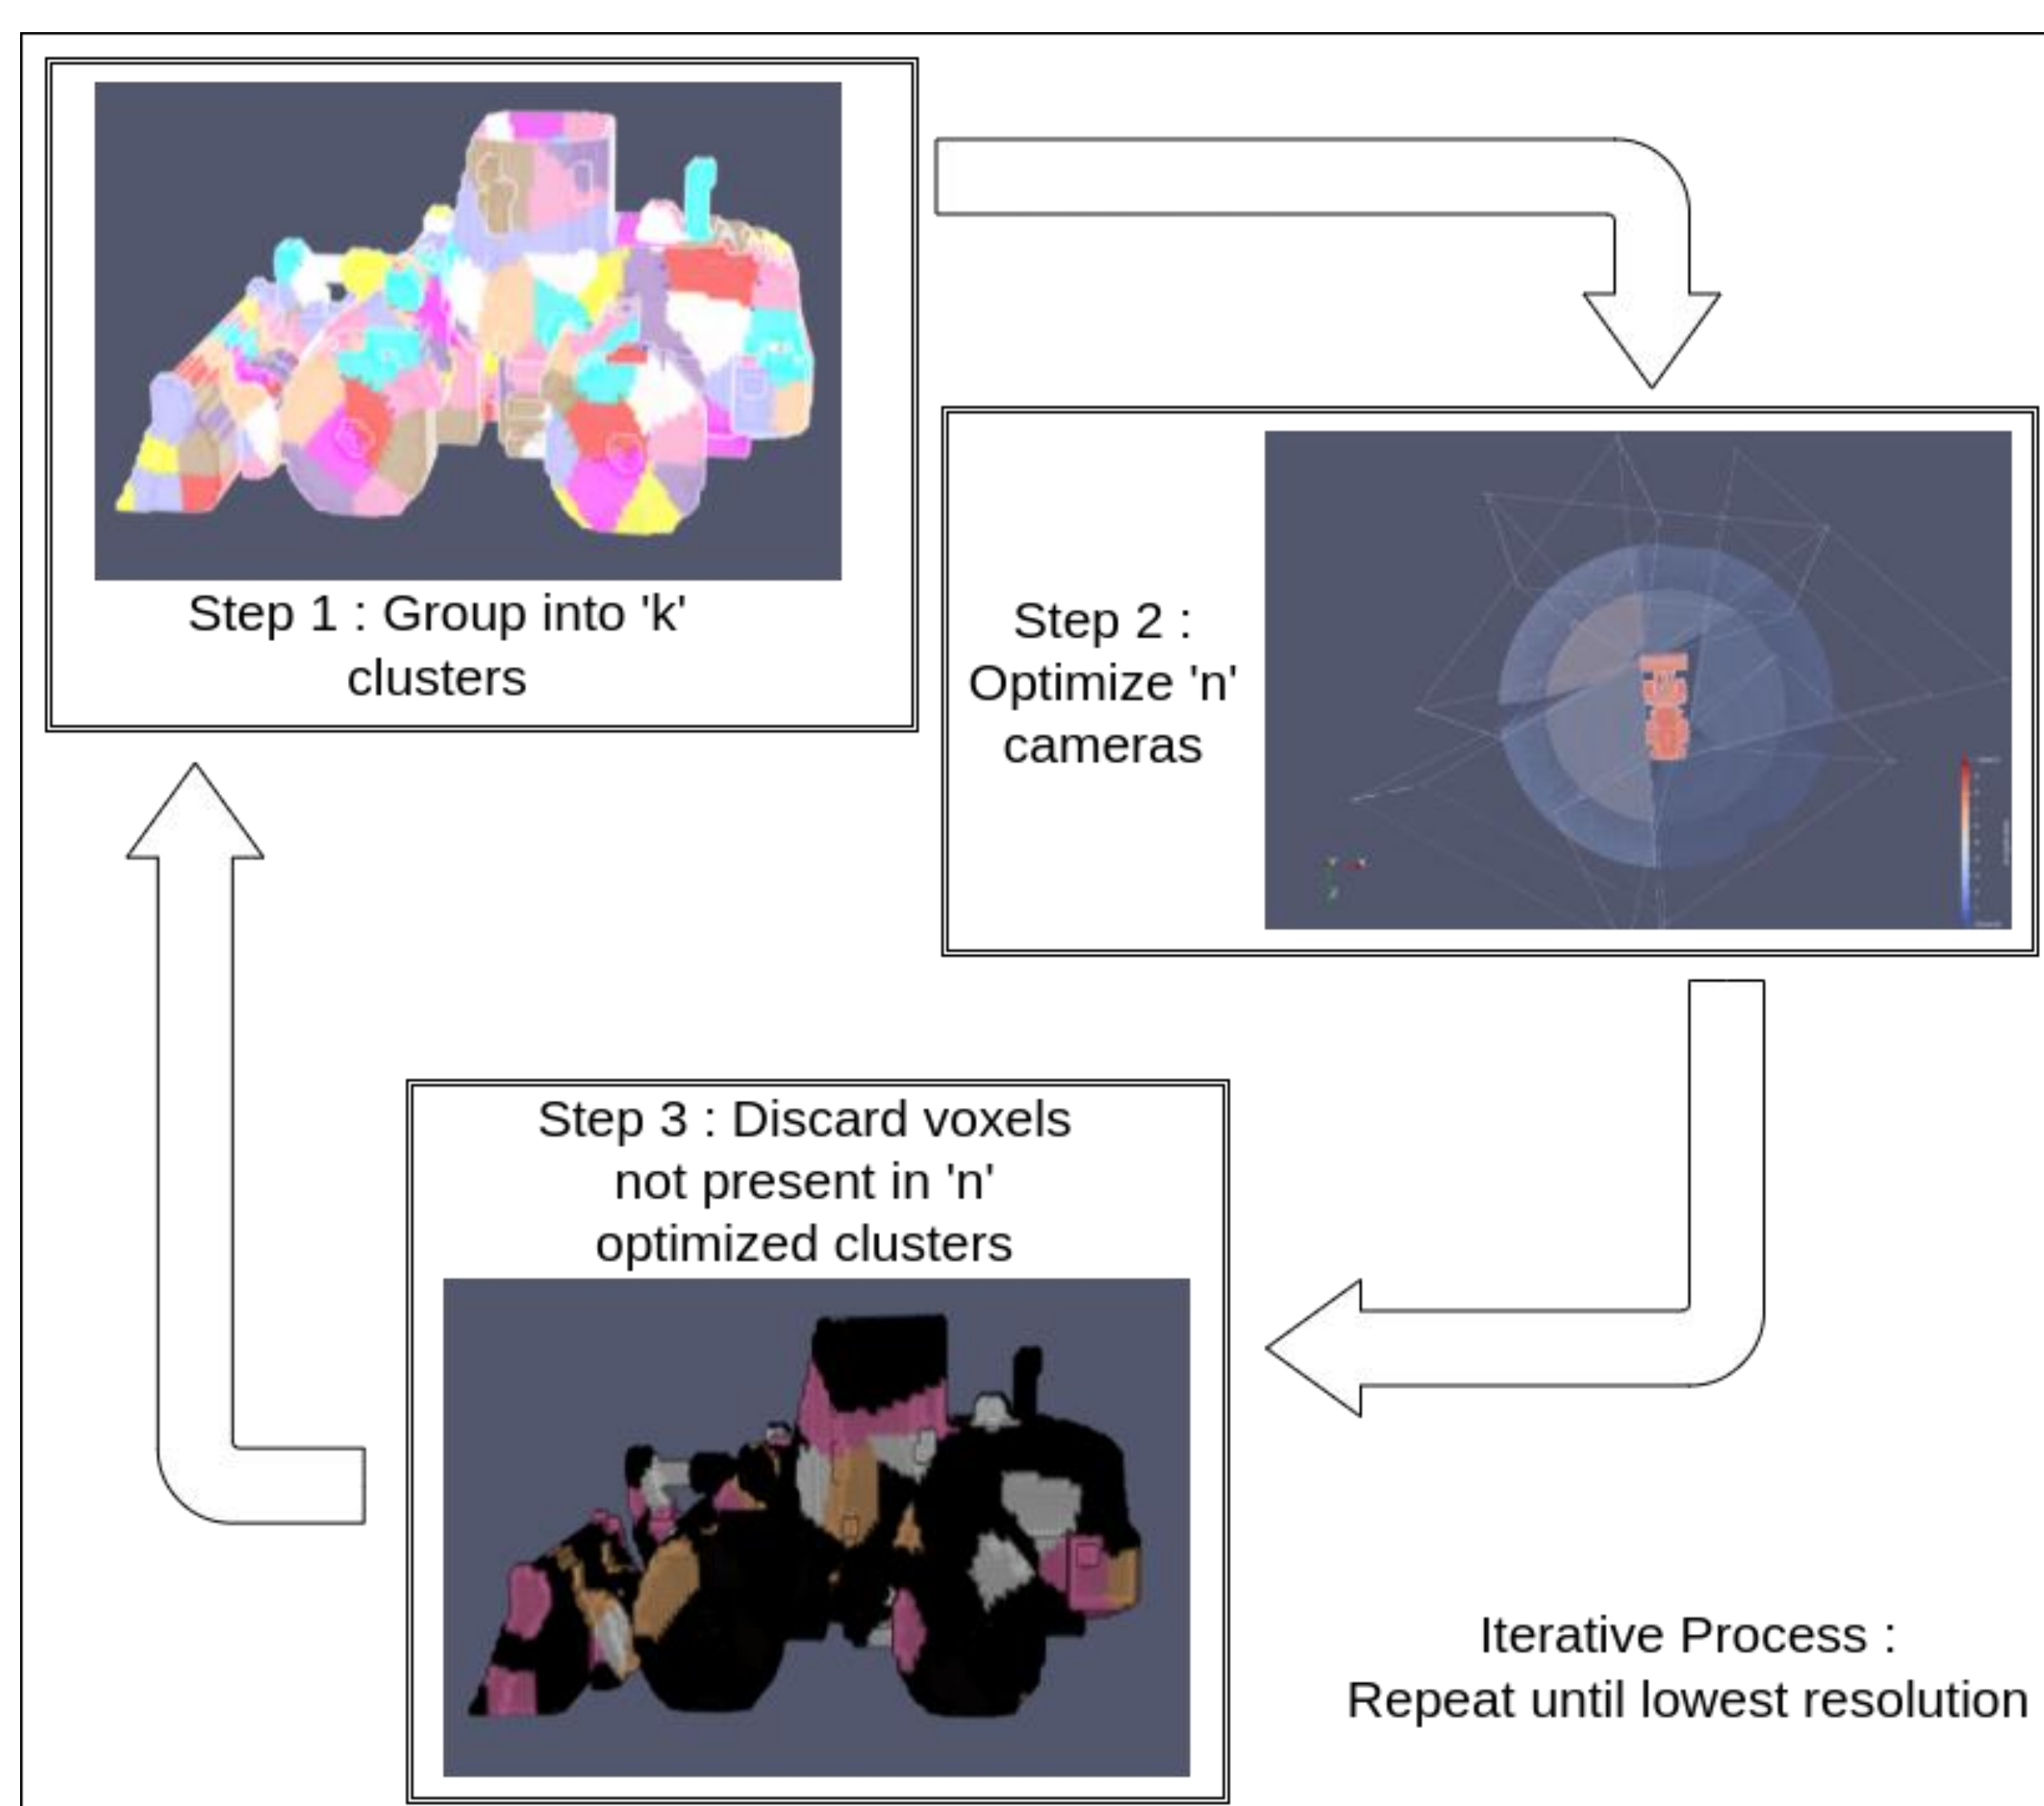 Step 1 : Group into 'k'
clusters
Step 2 :
Optimize 'n'
cameras
Step 3 : Discard voxels
not present in 'n'
optimized clusters
Iterative Process :
Repeat until lowest resolution